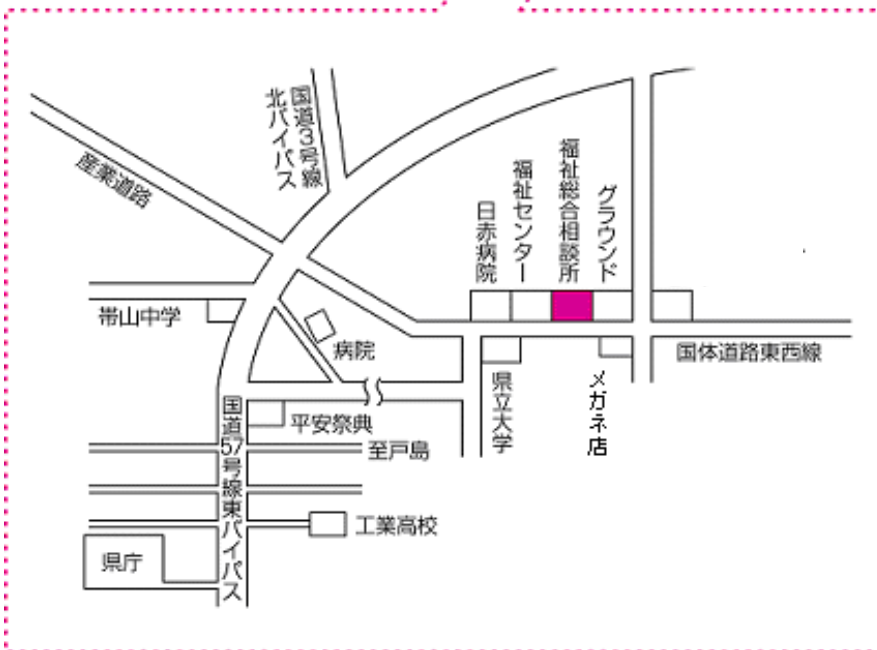 国道3号線
北バイパス
産業道路
日赤病院
福祉センター
福祉総合相談所
グラウンド
帯山中学
病院
国体道路東西線
県立大学
メガネ店
平安祭典
至戸島
国道57号線東バイパス
工業高校
県庁